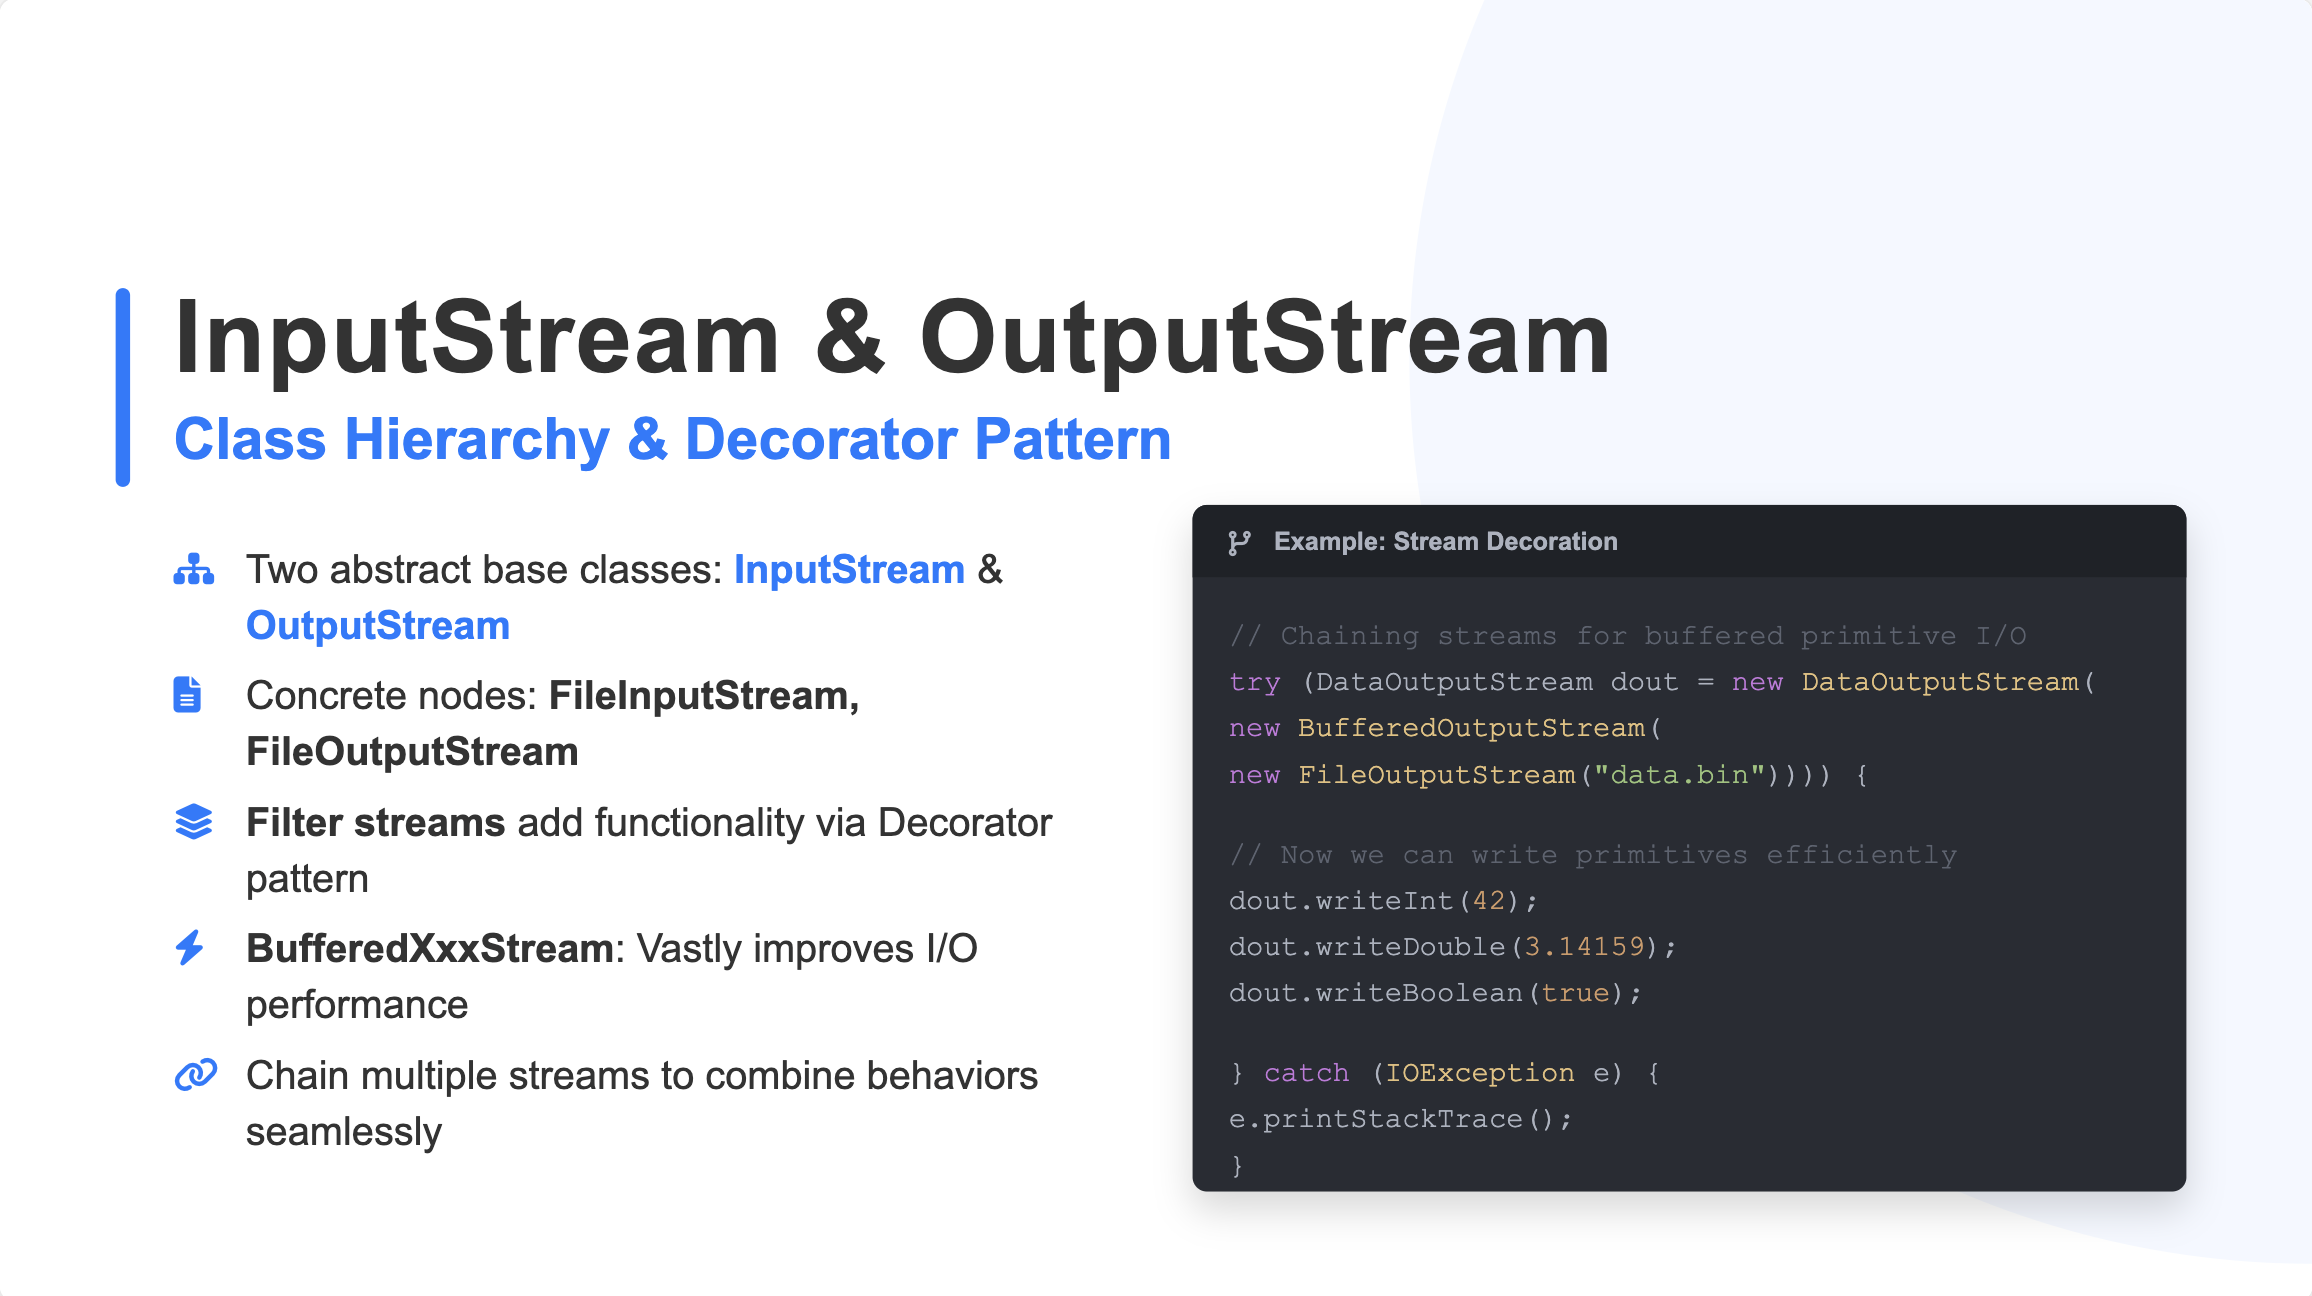 InputStream & OutputStream
Class Hierarchy & Decorator Pattern
Two abstract base classes: InputStream &
OutputStream
Concrete nodes: FileInputStream,
FileOutputStream
Filter streams add functionality via Decorator
pattern
BufferedXxxStream: Vastly improves I/O
performance
Chain multiple streams to combine behaviors
seamlessly
Example: Stream Decoration
// Chaining streams for buffered primitive I/O
try (DataOutputStream dout = new DataOutputStream(
new BufferedOutputStream(
new FileOutputStream("data.bin")))) {
// Now we can write primitives efficiently
dout.writeInt(42);
dout.writeDouble(3.14159);
dout.writeBoolean(true);
} catch (IOException e) {
e.printStackTrace();
}